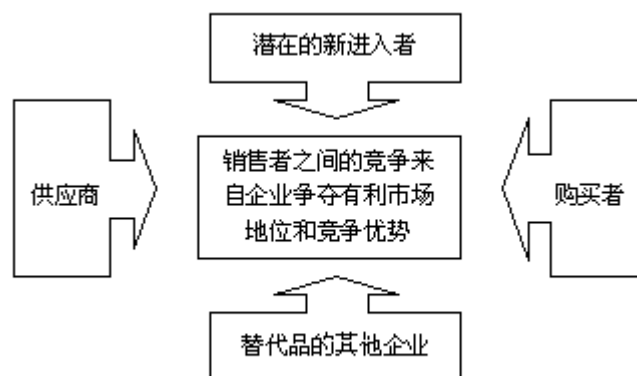 潜在的新进入者
供应商
销售者之间的竞争来
自企业争夺有利市场
地位和竞争优势
购买者
替代品的其他企业